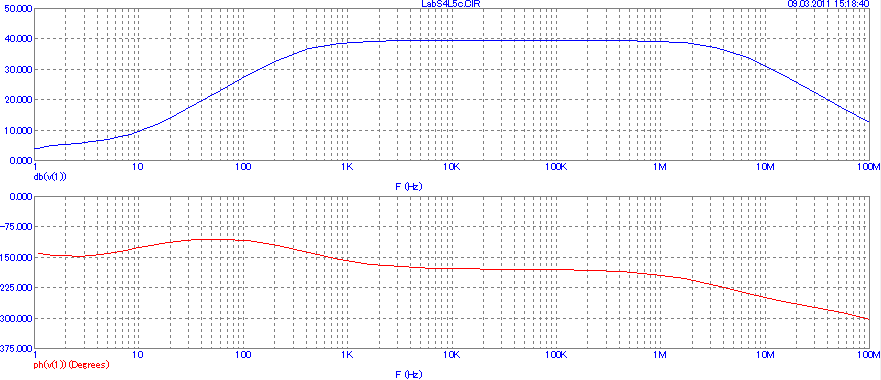 LabS4L5c.CIR 09.03.2011 15:18:40
50.000
40.000
30.000
20.000
10.000
0.000
1 10 100 1K 10K 100K 1M 10M 100M
db(v(1))
F (Hz)
0.000
-75.000
-150.000
-225.000
-300.000
-375.000
1 10 100 1K 10K 100K 1M 10M 100M
ph(v(1)) (Degrees)
F (Hz)